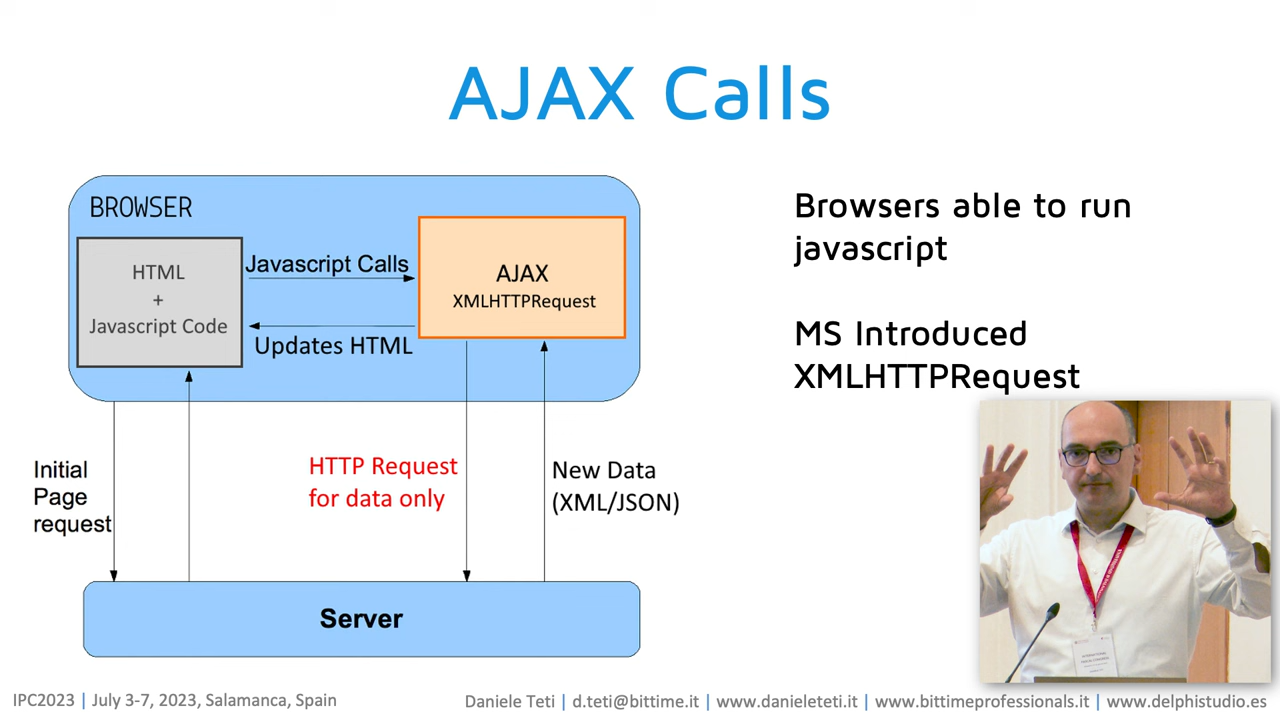 AJAX Calls
BROWSER
HTML
+
Javascript Code
Javascript Calls
Updates HTML
AJAX
XMLHTTPRequest
Initial
Page
request
HTTP Request
for data only
New Data
(XML/JSON)
Server
Browsers able to run
javascript
MS Introduced
XMLHTTPRequest
IPC2023 | July 3-7, 2023, Salamanca, Spain
Daniele Teti | d.teti@bittime.it | www.danieleteti.it | www.bittimeprofessionals.it | www.delphistudio.es